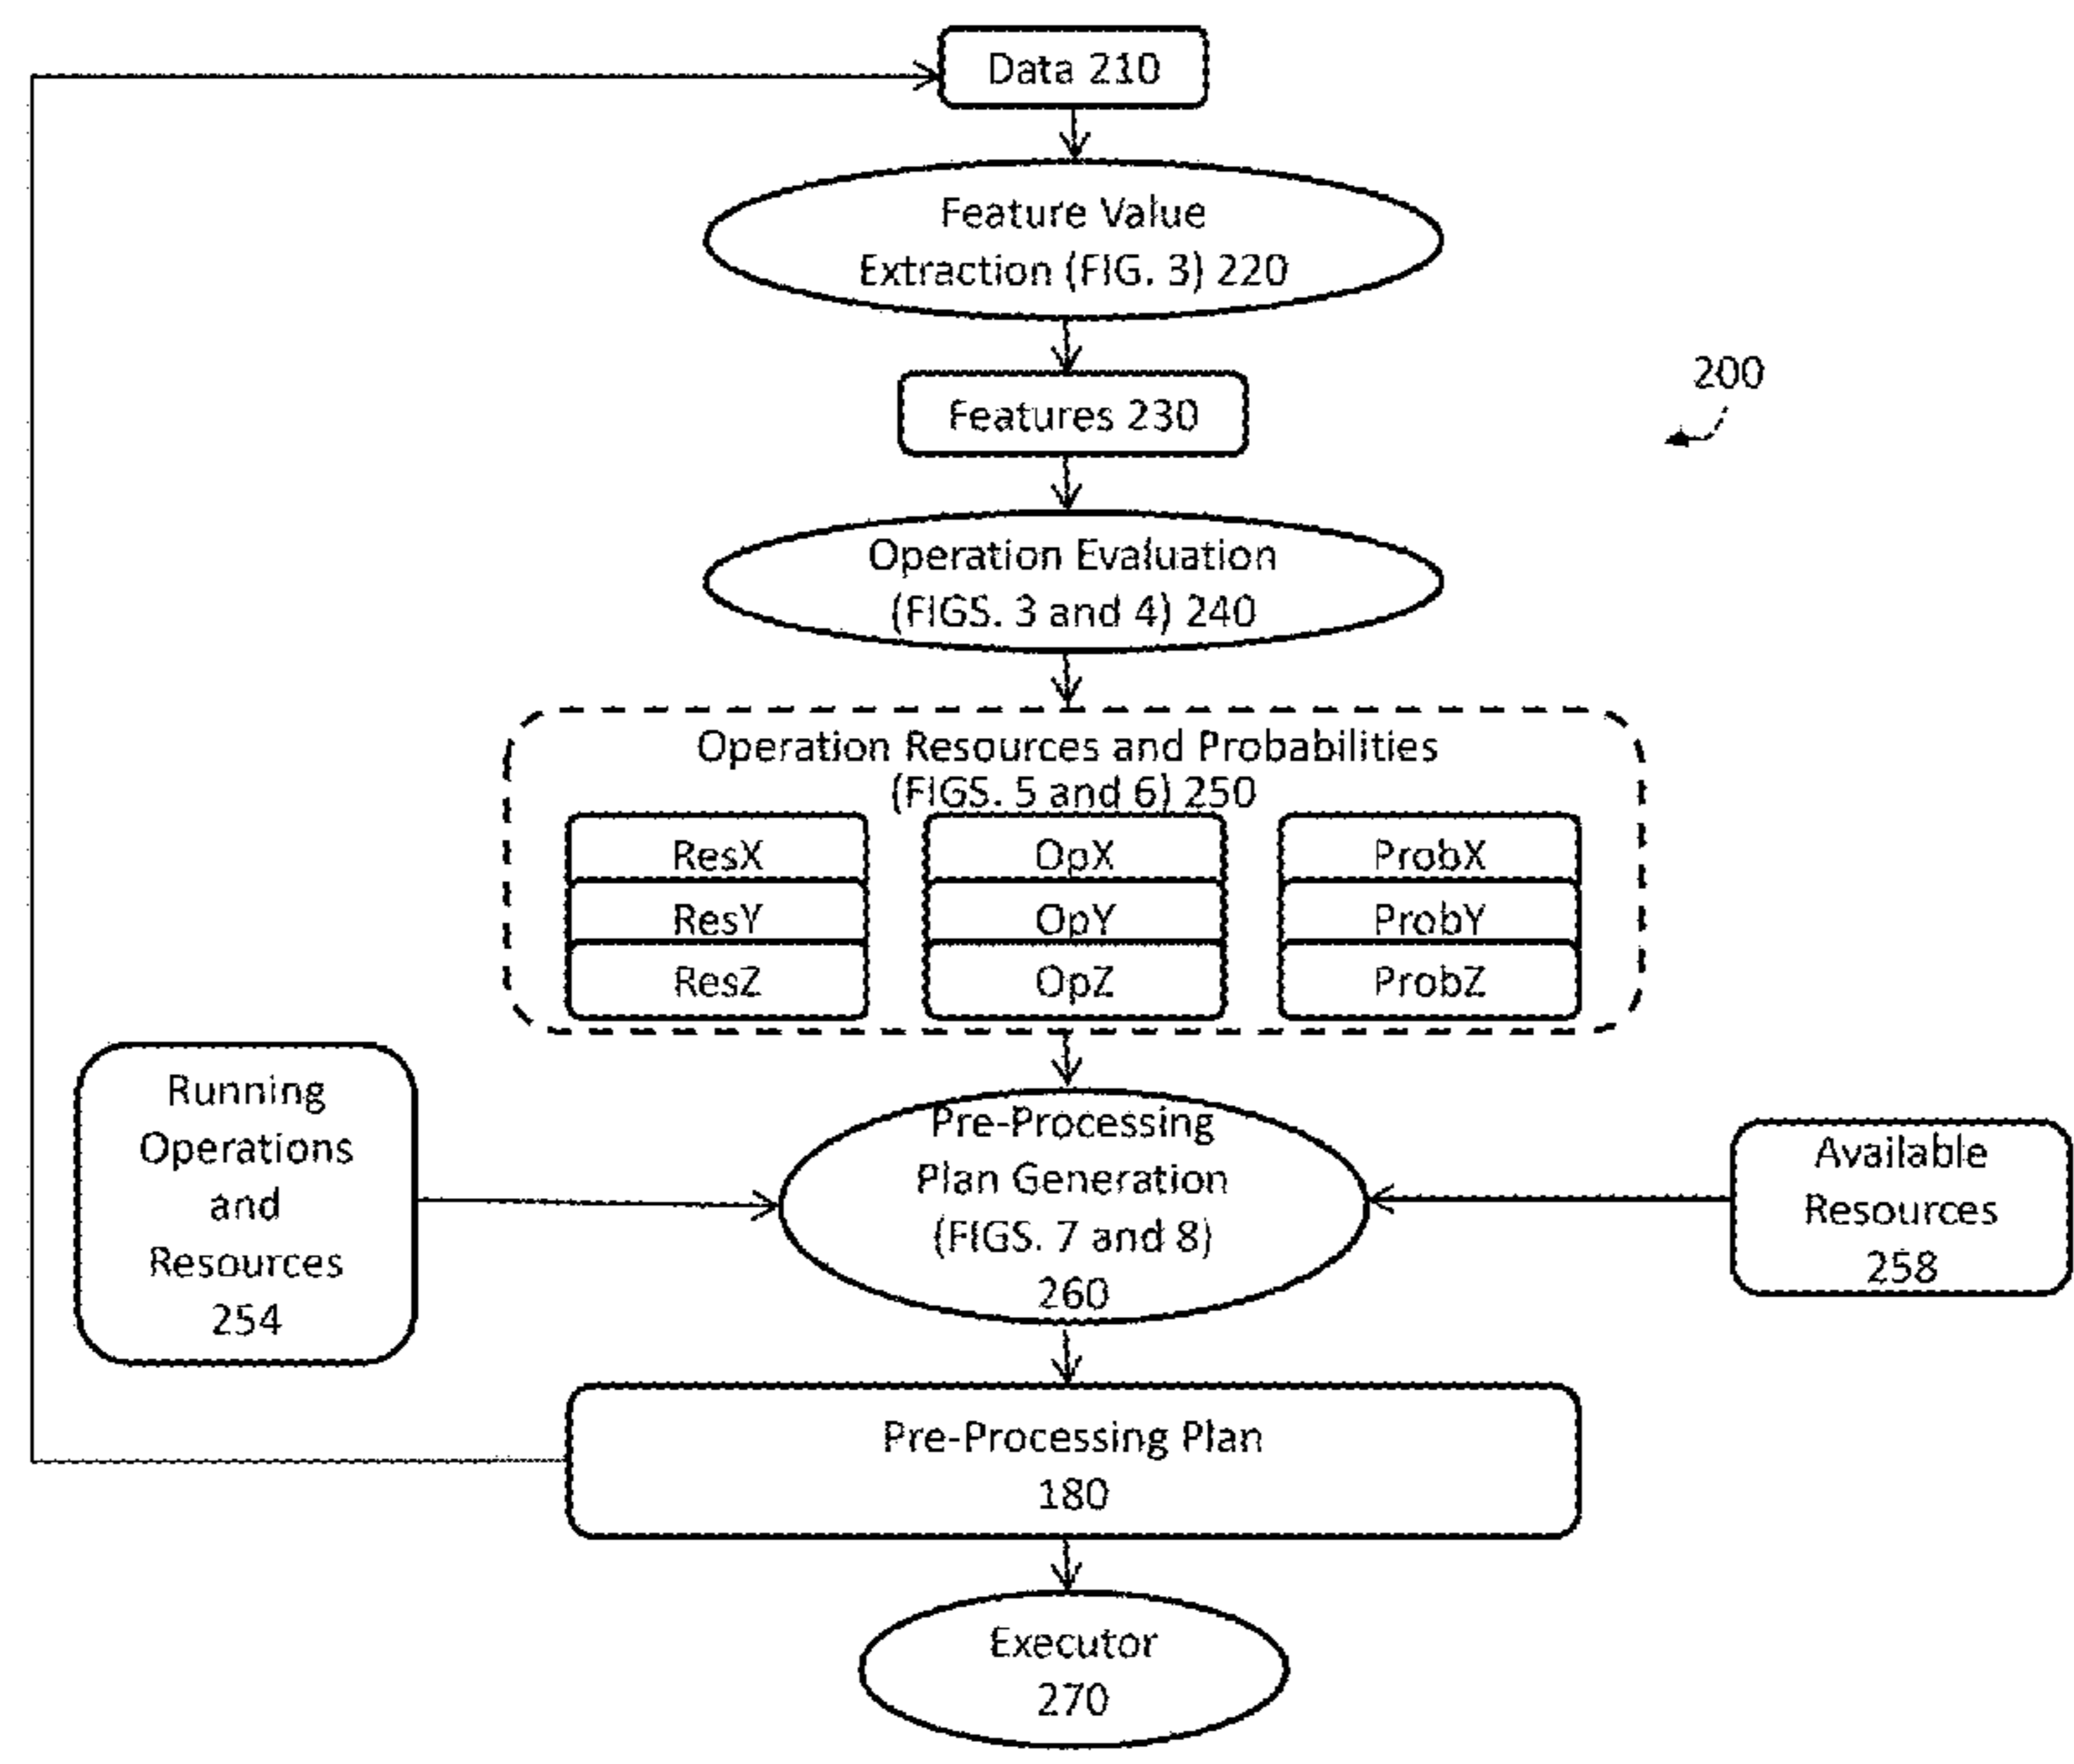 Data 210
Feature Value
Extraction (FIG. 3) 220
Features 230
200
Operation Evaluation
(FIGS. 3 and 4) 240
Operation Resources and Probabilities
(FIGS. 5 and 6) 250
ResX
OpX
ProbX
ResY
OpY
ProbY
ResZ
OpZ
ProbZ
Running
Operations
and
Resources
254
Pre-Processing
Plan Generation
(FIGS. 7 and 8)
260
Available
Resources
258
Pre-Processing Plan
180
Executor
270